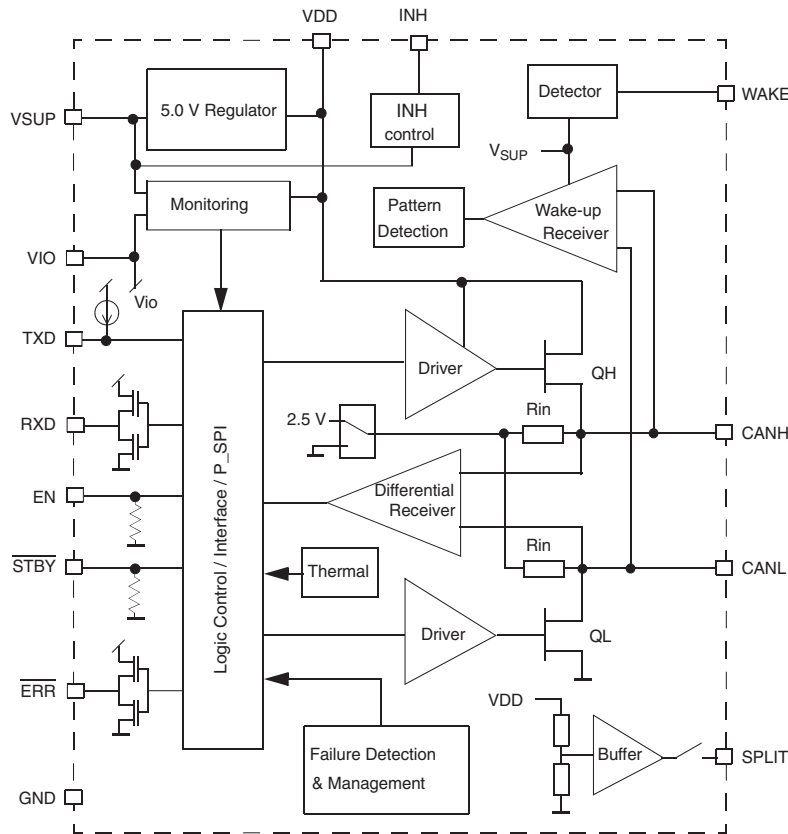 VDD
INH
VSUP
5.0 V Regulator
INH
control
Detector
WAKE
VSUP
Monitoring
Pattern
Detection
Wake-up
Receiver
VIO
Vio
TXD
Driver
QH
RXD
2.5 V
Rin
CANH
EN
Differential
Receiver
Logic Control / Interface / P_SPI
STBY
Thermal
Rin
CANL
Driver
QL
ERR
VDD
Failure Detection
& Management
Buffer
SPLIT
GND